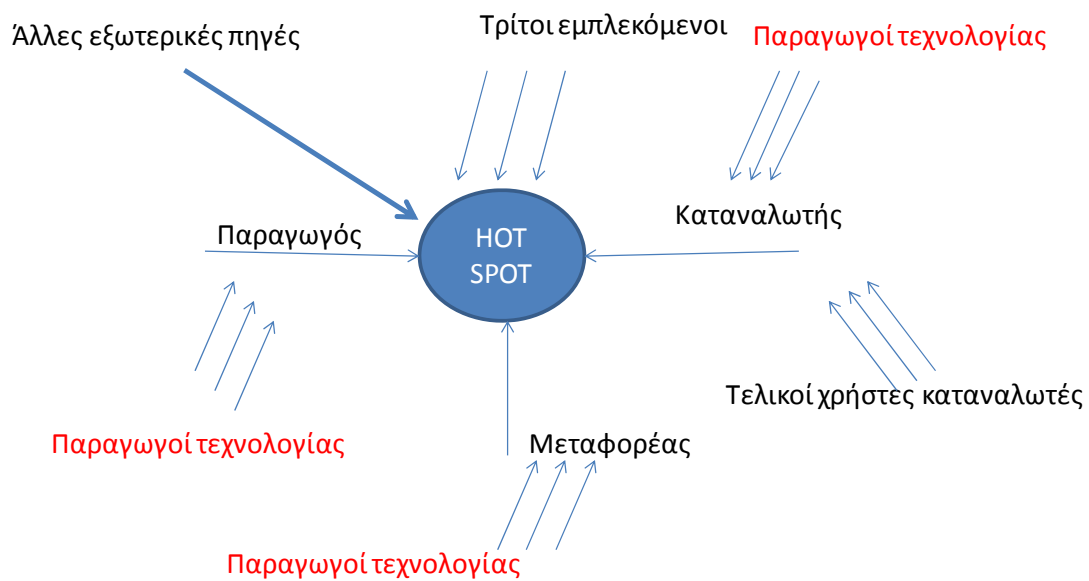 Τρίτοι εμπλεκόμενοι
Άλλες εξωτερικές πηγές
Παραγωγοί τεχνολογίας
Καταναλωτής
Παραγωγός
HOT
SPOT
Τελικοί χρήστες καταναλωτές
Παραγωγοί τεχνολογίας
Μεταφορέας
Παραγωγοί τεχνολογίας